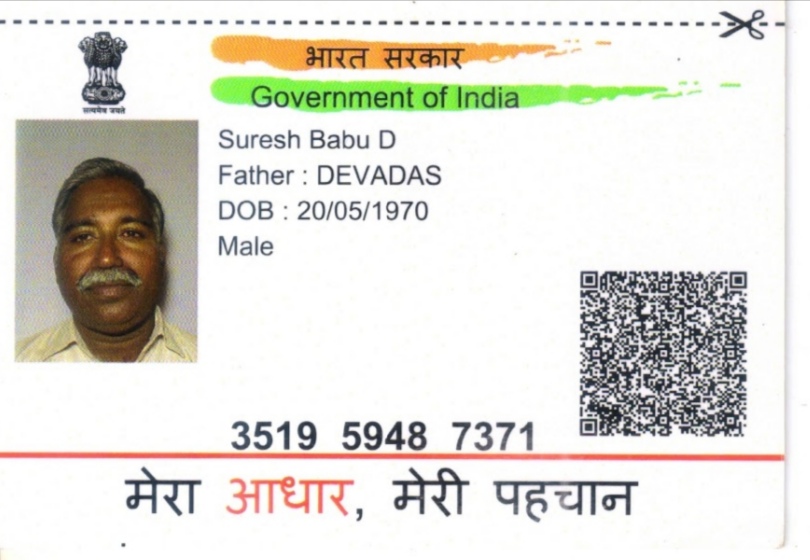 भारत सरकार
Government of India
सत्यमेव जयते
Suresh Babu D
Father : DEVADAS
DOB : 20/05/1970
Male
3519 5948 7371
मेरा आधार, मेरी पहचान